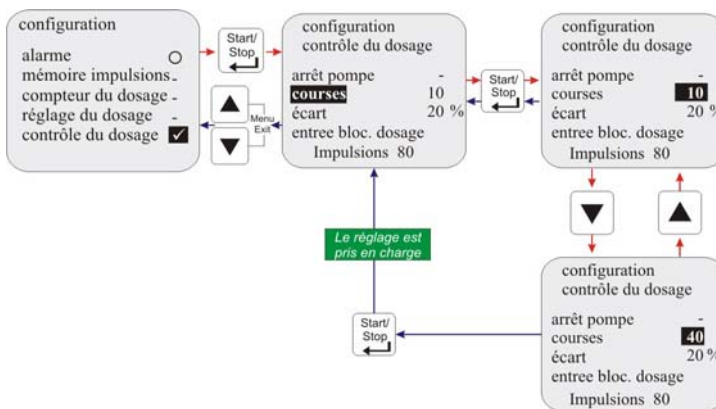 configuration
alarme
mémoire impulsions -
compteur du dosage -
réglage du dosage -
contrôle du dosage
Start/
Stop
Menu
Exit
configuration
contrôle du dosage
arrêt pompe -
courses 10
écart 20 %
entree bloc. dosage
Impulsions 80
Start/
Stop
configuration
contrôle du dosage
arrêt pompe -
courses 10
écart 20 %
entree bloc. dosage
Impulsions 80
Le réglage est
pris en charge
Start/
Stop
configuration
contrôle du dosage
arrêt pompe -
courses 40
écart 20 %
entree bloc. dosage
Impulsions 80